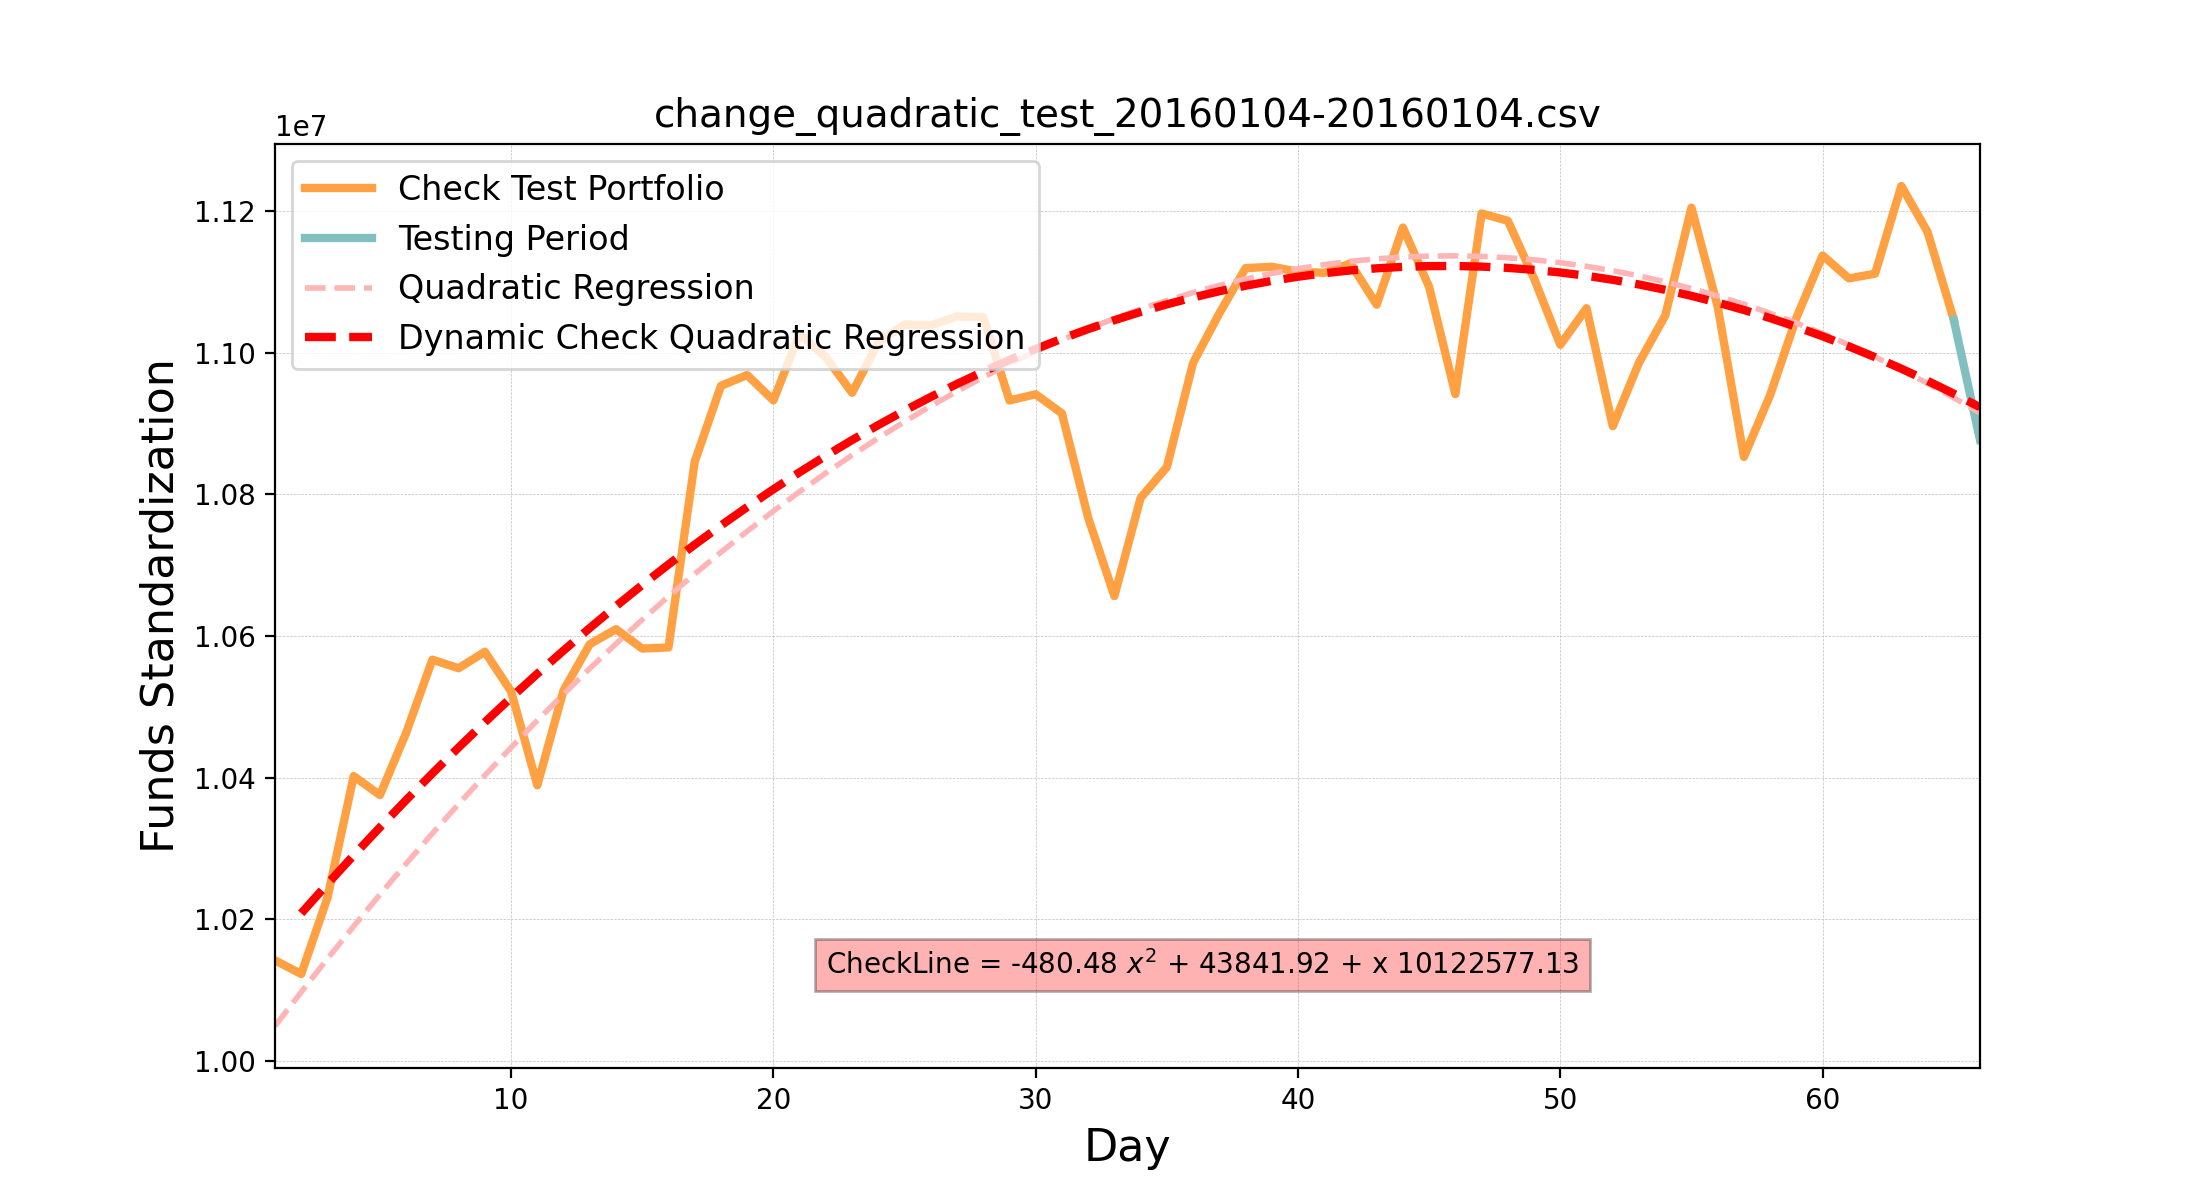 change_quadratic_test_20160104-20160104.csv
1e7
Check Test Portfolio
Testing Period
Quadratic Regression
Dynamic Check Quadratic Regression
1.12
1.10
1.08
1.06
1.04
1.02
1.00
Funds Standardization
CheckLine = -480.48 x² + 43841.92 + x 10122577.13
10 20 30 40 50 60
Day